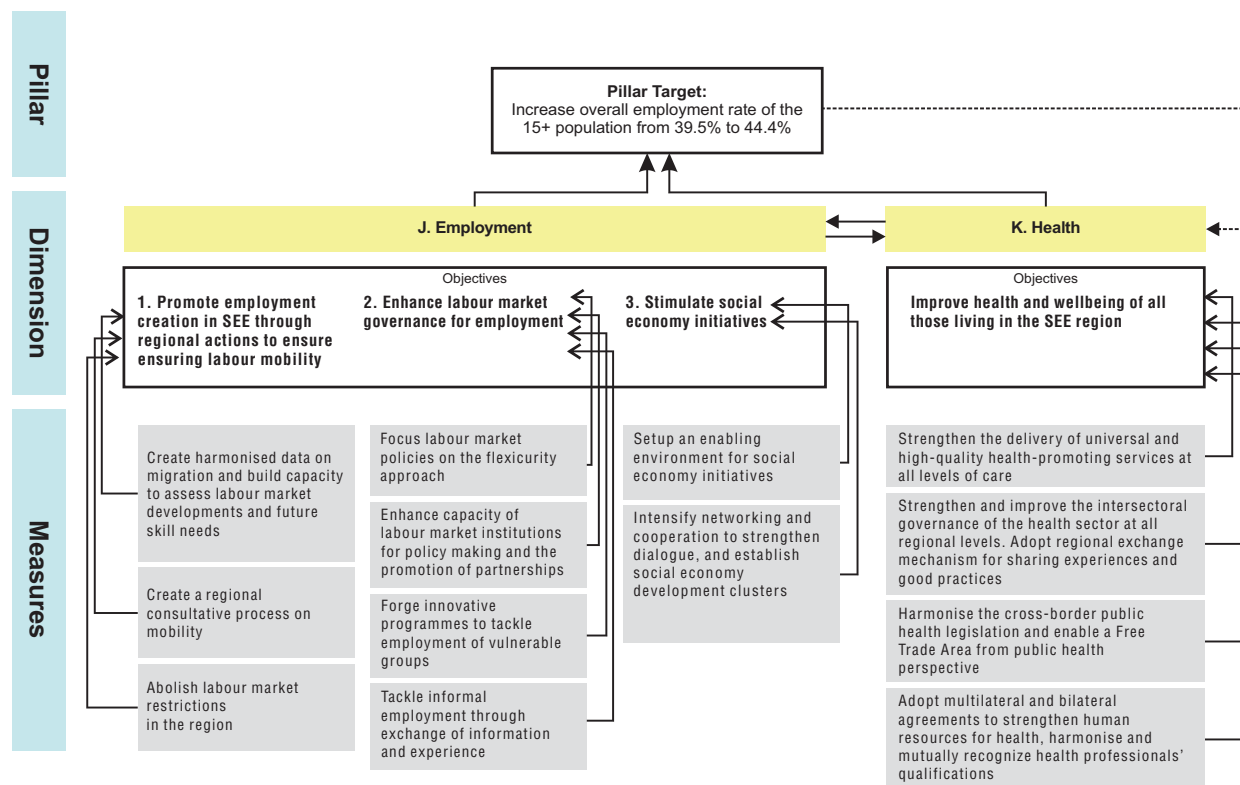 Pillar
Pillar Target:
Increase overall employment rate of the
15+ population from 39.5% to 44.4%
Dimension
J. Employment
K. Health
Objectives
1. Promote employment
creation in SEE through
regional actions to ensure
ensuring labour mobility
2. Enhance labour market
governance for employment
3. Stimulate social
economy initiatives
Objectives
Improve health and wellbeing of all
those living in the SEE region
Measures
Create harmonised data on
migration and build capacity
to assess labour market
developments and future
skill needs
Create a regional
consultative process on
mobility
Abolish labour market
restrictions
in the region
Focus labour market
policies on the flexicurity
approach
Enhance capacity of
labour market institutions
for policy making and the
promotion of partnerships
Forge innovative
programmes to tackle
employment of vulnerable
groups
Tackle informal
employment through
exchange of information
and experience
Setup an enabling
environment for social
economy initiatives
Intensify networking and
cooperation to strengthen
dialogue, and establish
social economy
development clusters
Strengthen the delivery of universal and
high-quality health-promoting services at
all levels of care
Strengthen and improve the intersectoral
governance of the health sector at all
regional levels. Adopt regional exchange
mechanism for sharing experiences and
good practices
Harmonise the cross-border public
health legislation and enable a Free
Trade Area from public health
perspective
Adopt multilateral and bilateral
agreements to strengthen human
resources for health, harmonise and
mutually recognize health professionals’
qualifications